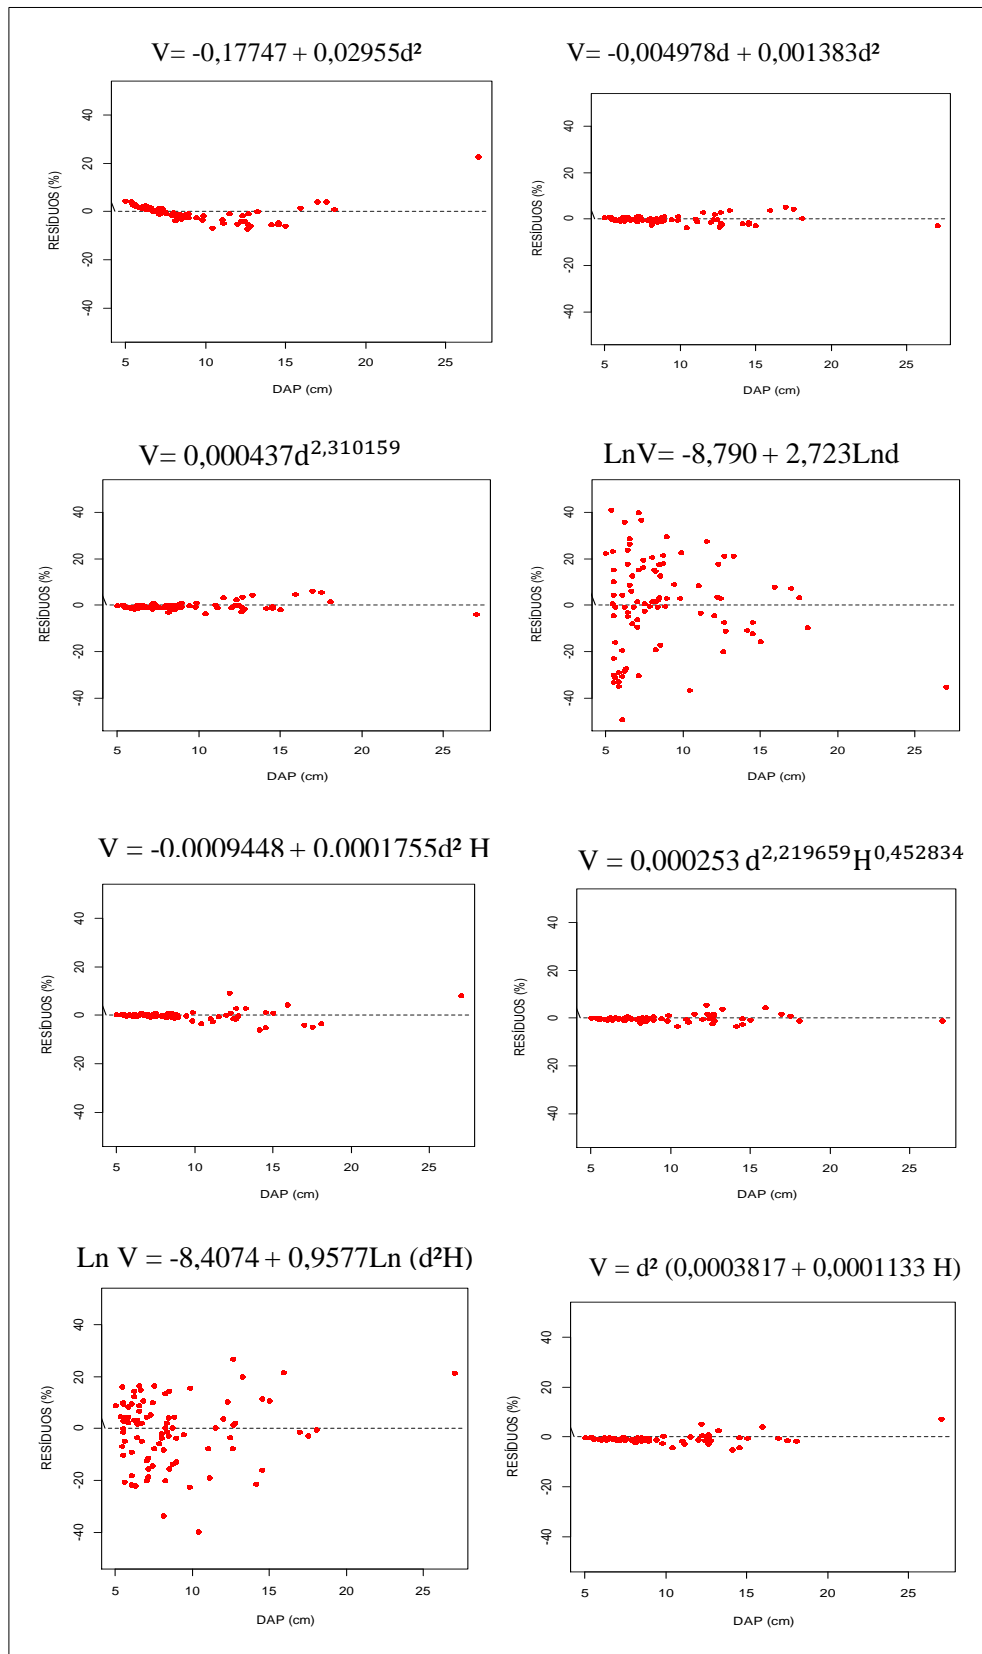 V= -0,17747 + 0,02955d²
RESÍDUOS (%)
40
20
0
-20
-40
5 10 15 20 25
DAP (cm)
V= -0,004978d + 0,001383d²
RESÍDUOS (%)
40
20
0
-20
-40
5 10 15 20 25
DAP (cm)
V= 0,000437d^2,310159
RESÍDUOS (%)
40
20
0
-20
-40
5 10 15 20 25
DAP (cm)
LnV= -8,790 + 2,723Lnd
RESÍDUOS (%)
40
20
0
-20
-40
5 10 15 20 25
DAP (cm)
V = -0,0009448 + 0,0001755d² H
RESÍDUOS (%)
40
20
0
-20
-40
5 10 15 20 25
DAP (cm)
V = 0,000253 d^2,219659 H^0,452834
RESÍDUOS (%)
40
20
0
-20
-40
5 10 15 20 25
DAP (cm)
Ln V = -8,4074 + 0,9577Ln (d²H)
RESÍDUOS (%)
40
20
0
-20
-40
5 10 15 20 25
DAP (cm)
V = d² (0,0003817 + 0,0001133 H)
RESÍDUOS (%)
40
20
0
-20
-40
5 10 15 20 25
DAP (cm)